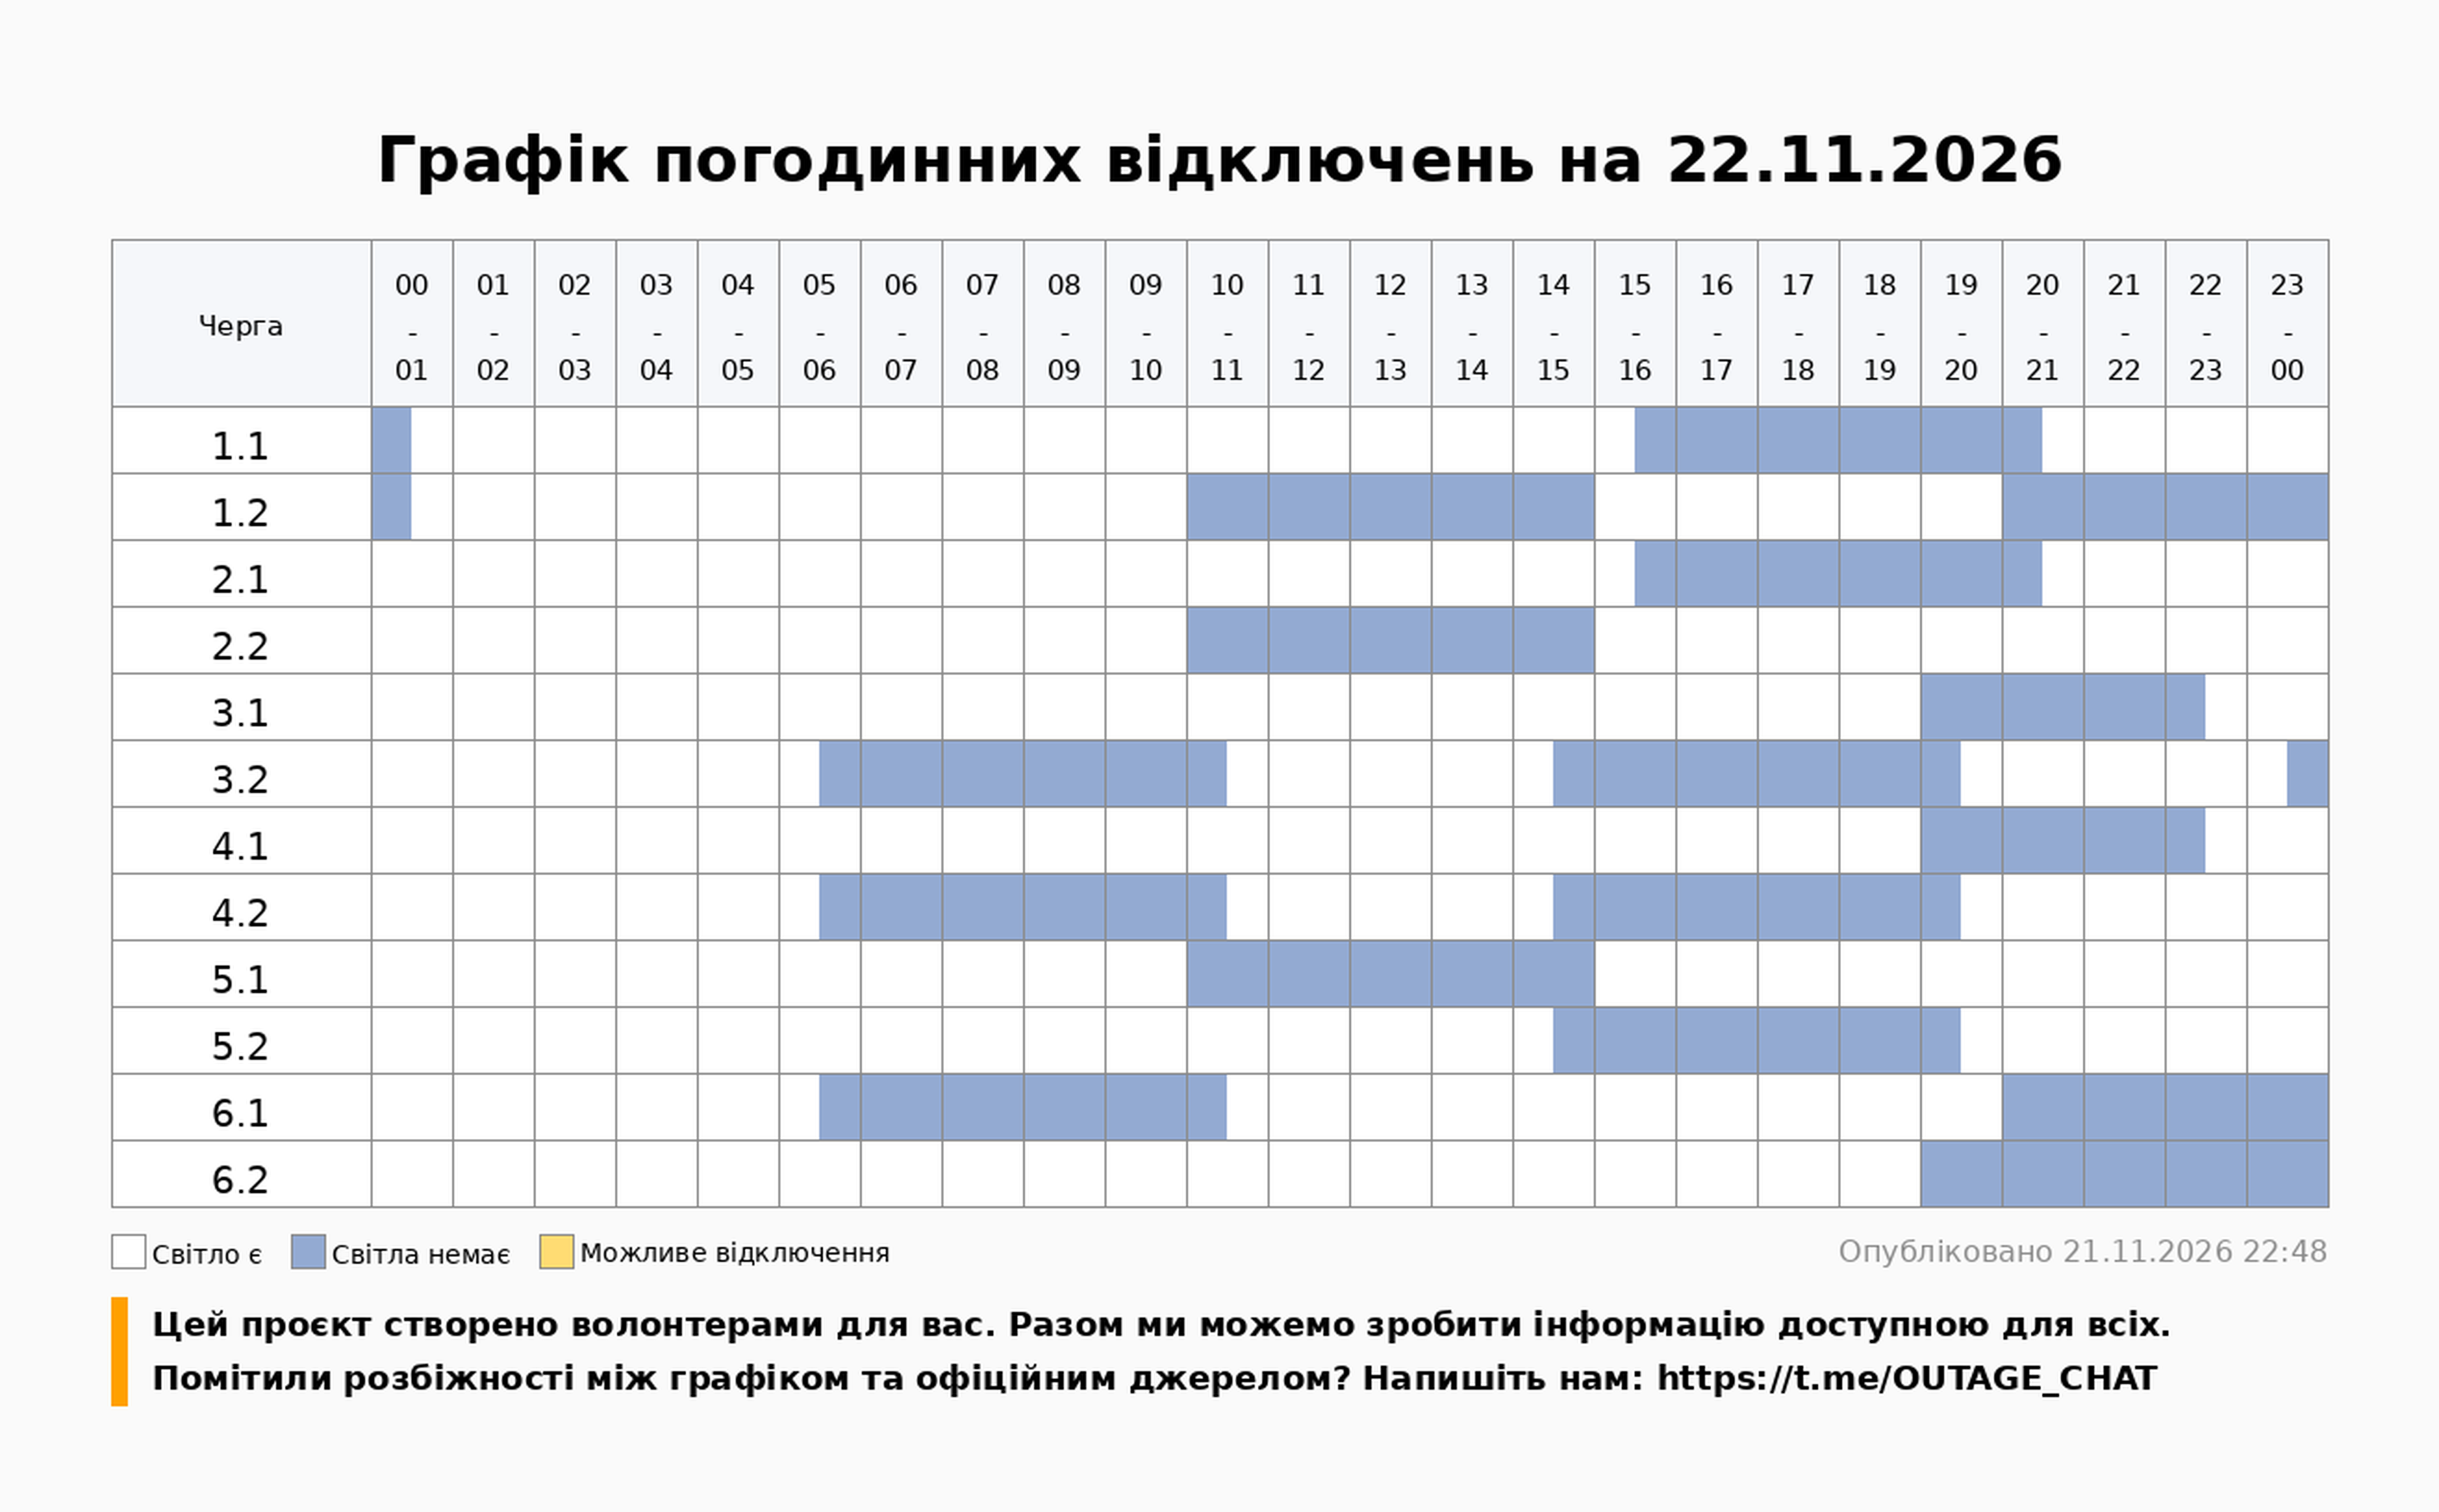 Графік погодинних відключень на 22.11.2026
Черга 00 - 01 01 - 02 02 - 03 03 - 04 04 - 05 05 - 06 06 - 07 07 - 08 08 - 09 09 - 10 10 - 11 11 - 12 12 - 13 13 - 14 14 - 15 15 - 16 16 - 17 17 - 18 18 - 19 19 - 20 20 - 21 21 - 22 22 - 23 23 - 00
1.1
1.2
2.1
2.2
3.1
3.2
4.1
4.2
5.1
5.2
6.1
6.2
Світло є Світла немає Можливе відключення Опубліковано 21.11.2026 22:48
Цей проєкт створено волонтерами для вас. Разом ми можемо зробити інформацію доступною для всіх.
Помітили розбіжності між графіком та офіційним джерелом? Напишіть нам: https://t.me/OUTAGE_CHAT